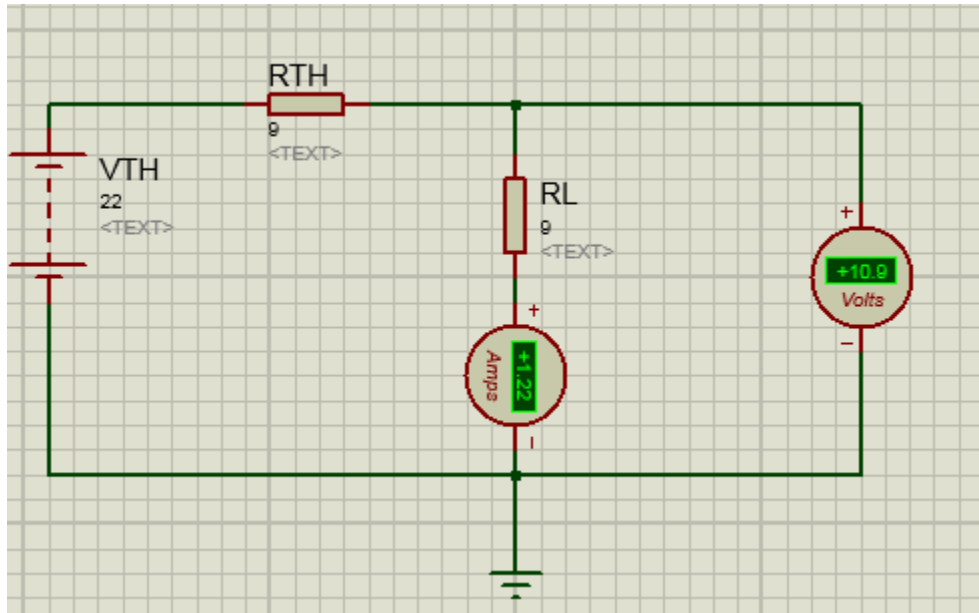 RTH
9
<TEXT>
VTH
22
<TEXT>
RL
9
<TEXT>
+
+10.9
Volts
−
+
+1.22
Amps
−